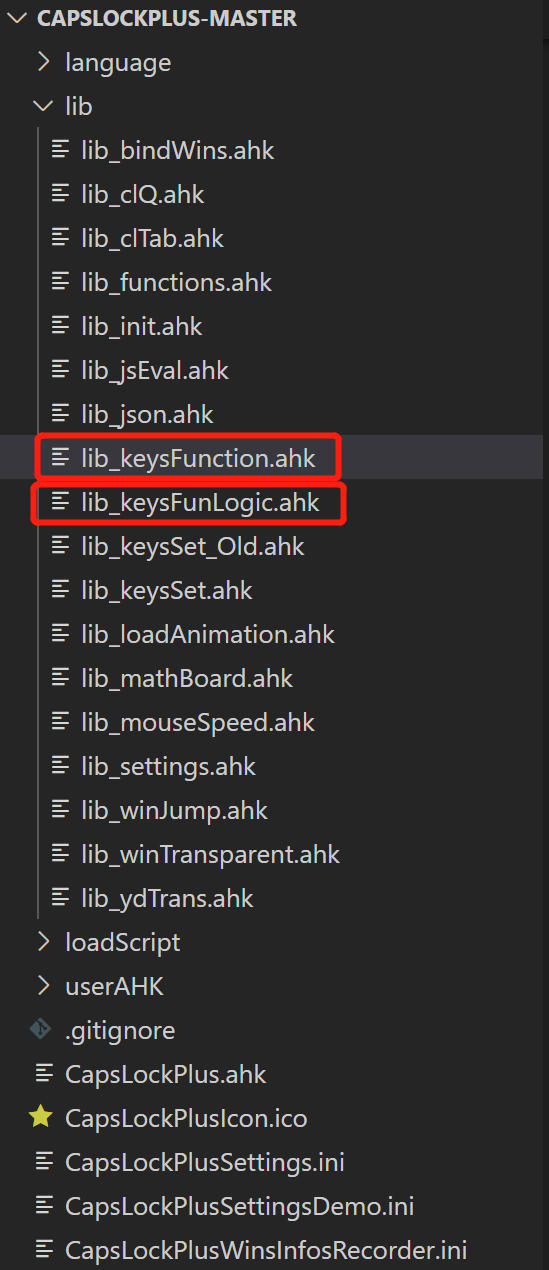 CAPSLOCKPLUS-MASTER
language
lib
lib_bindWins.ahk
lib_clQ.ahk
lib_clTab.ahk
lib_functions.ahk
lib_init.ahk
lib_jsEval.ahk
lib_json.ahk
lib_keysFunction.ahk
lib_keysFunLogic.ahk
lib_keysSet_Old.ahk
lib_keysSet.ahk
lib_loadAnimation.ahk
lib_mathBoard.ahk
lib_mouseSpeed.ahk
lib_settings.ahk
lib_winJump.ahk
lib_winTransparent.ahk
lib_ydTrans.ahk
loadScript
userAHK
.gitignore
CapsLockPlus.ahk
CapsLockPlusIcon.ico
CapsLockPlusSettings.ini
CapsLockPlusSettingsDemo.ini
CapsLockPlusWinsInfosRecorder.ini